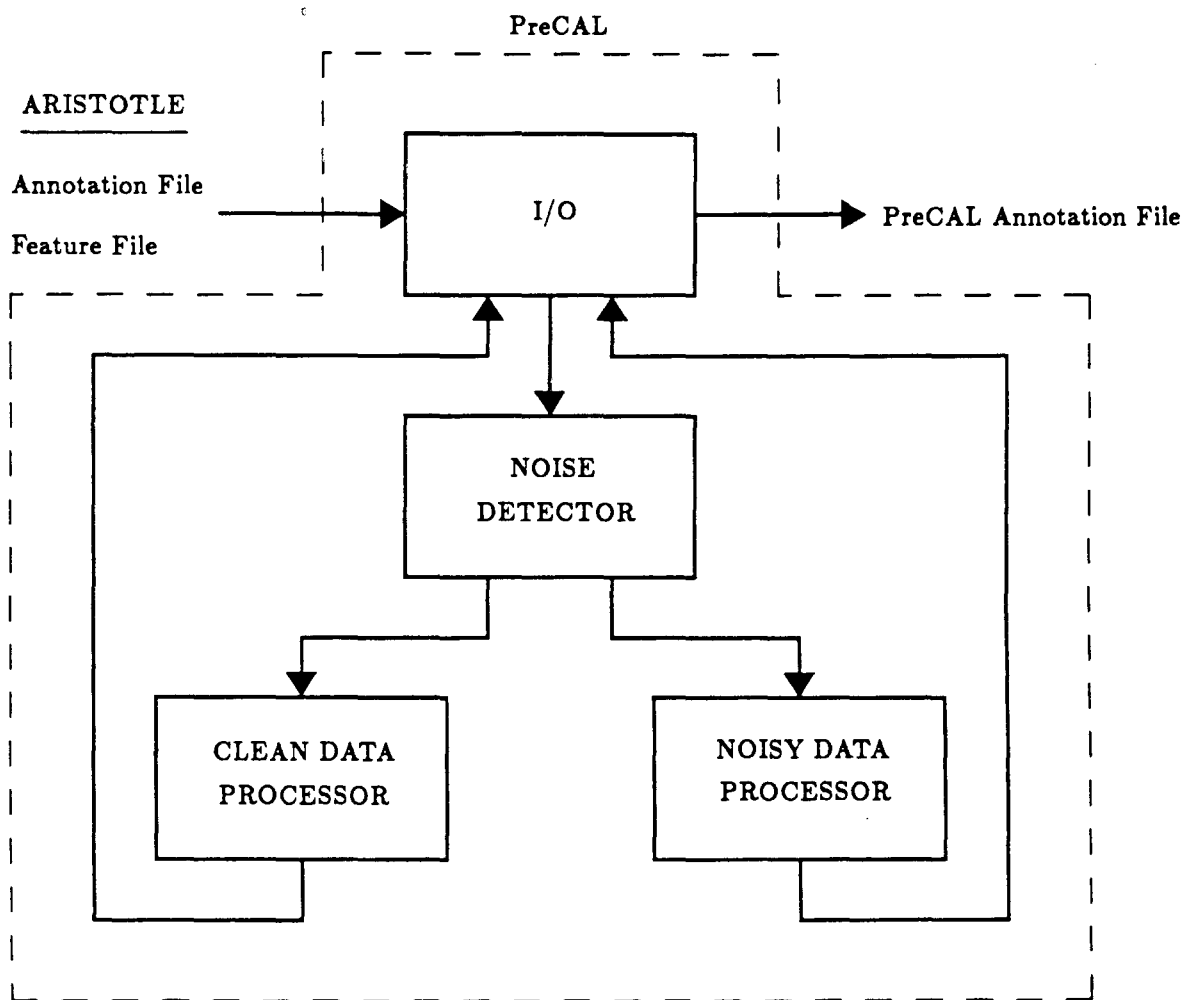 PreCAL
ARISTOTLE
Annotation File
Feature File
I/O
PreCAL Annotation File
NOISE
DETECTOR
CLEAN DATA
PROCESSOR
NOISY DATA
PROCESSOR